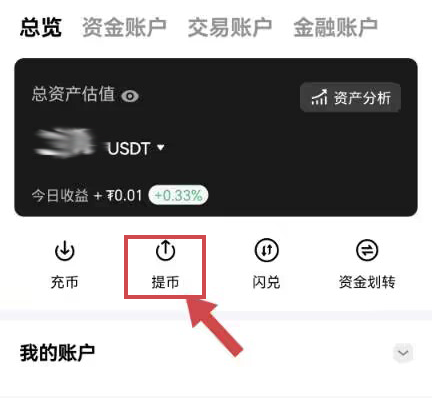 总览 资金账户 交易账户 金融账户
总资产估值
资产分析
USDT
今日收益 + ₮0.01 +0.33%
充币 提币 闪兑 资金划转
我的账户